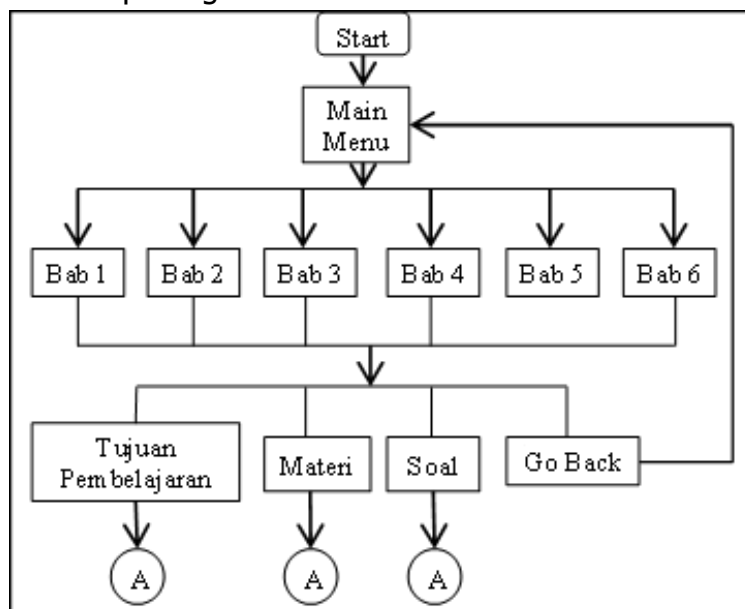 Start
Main
Menu
Bab 1
Bab 2
Bab 3
Bab 4
Bab 5
Bab 6
Tujuan
Pembelajaran
Materi
Soal
Go Back
A
A
A